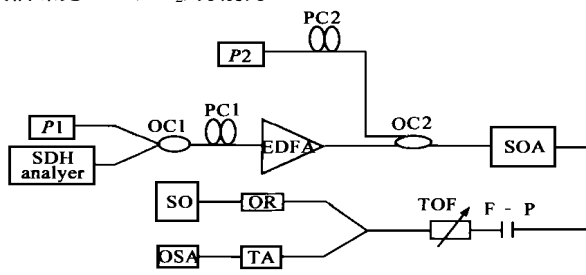 PC2
P2
PC1
OC1
P1
EDFA
OC2
SOA
SDH
analyer
SO
OR
TOF
F - P
OSA
TA